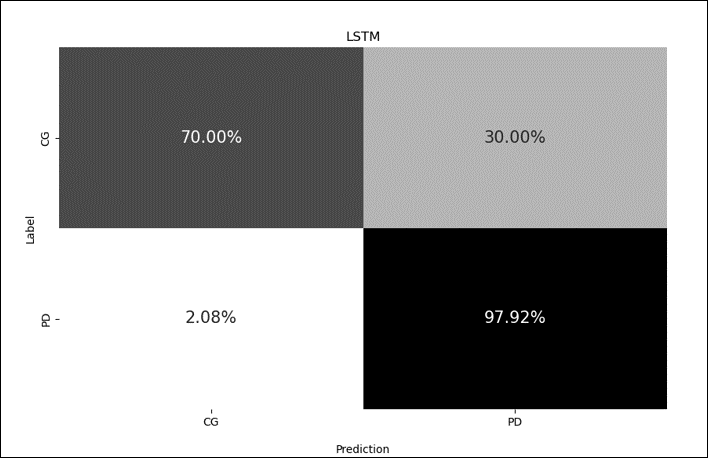 LSTM
CG
70.00%
30.00%
Label
PD
2.08%
97.92%
CG
PD
Prediction